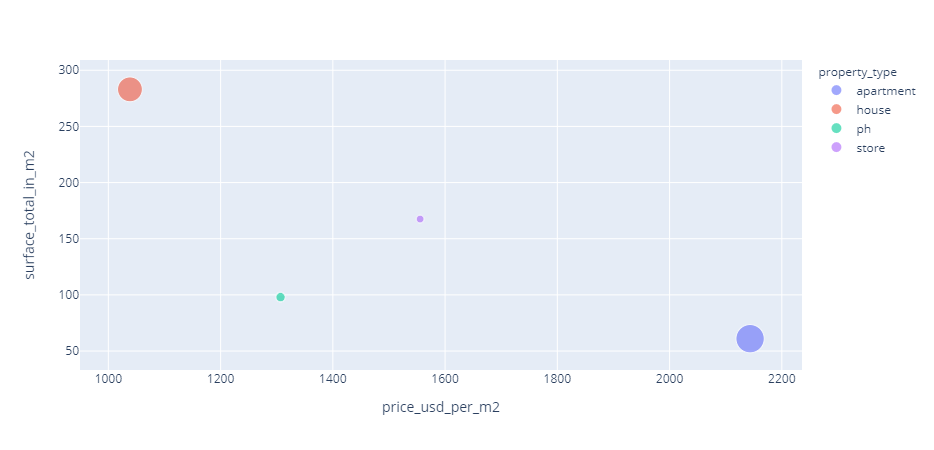 300
250
200
150
100
50
surface_total_in_m2
1000 1200 1400 1600 1800 2000 2200
price_usd_per_m2
property_type
apartment
house
ph
store